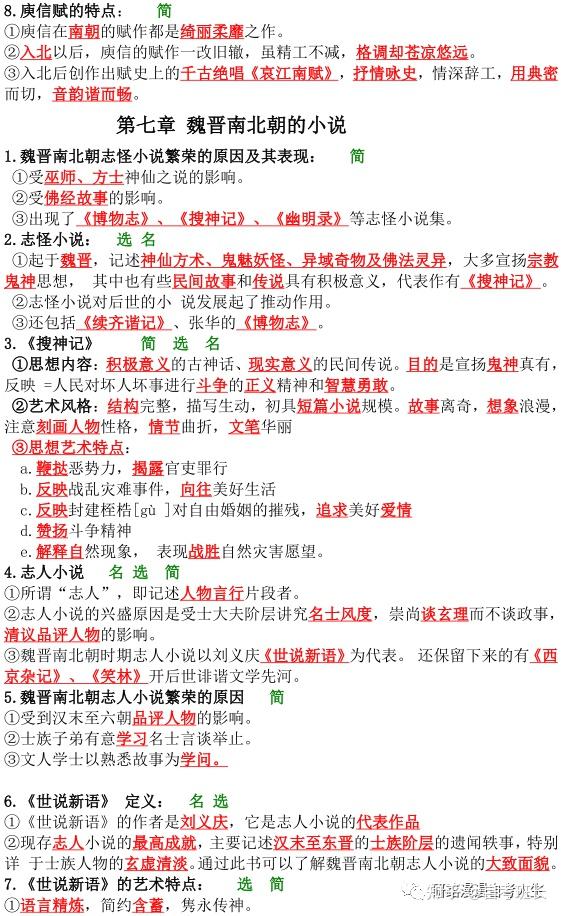 8.庾信赋的特点： 简
①庾信在南朝的赋作都是绮丽柔靡之作。
②入北以后，庾信的赋作一改旧辙，虽精工不减，格调却苍凉悠远。
③入北后创作出赋史上的千古绝唱《哀江南赋》，抒情咏史，情深辞工，用典密
而切，音韵谐而畅。
第七章 魏晋南北朝的小说
1.魏晋南北朝志怪小说繁荣的原因及其表现： 简
①受巫师、方士神仙之说的影响。
②受佛经故事的影响。
③出现了《博物志》、《搜神记》、《幽明录》等志怪小说集。
2.志怪小说： 选 名
①起于魏晋，记述神仙方术、鬼魅妖怪、异域奇物及佛法灵异，大多宣扬宗教
鬼神思想， 其中也有些民间故事和传说具有积极意义，代表作有《搜神记》。
②志怪小说对后世的小 说发展起了推动作用。
③还包括《续齐谐记》、张华的《博物志》。
3.《搜神记》 简 选 名
①思想内容：积极意义的古神话、现实意义的民间传说。目的是宣扬鬼神真有，
反映 =人民对坏人坏事进行斗争的正义精神和智慧勇敢。
②艺术风格：结构完整，描写生动，初具短篇小说规模。故事离奇，想象浪漫，
注意刻画人物性格，情节曲折，文笔华丽
③思想艺术特点：
a.鞭挞恶势力，揭露官吏罪行
b.反映战乱灾难事件，向往美好生活
c.反映封建桎梏[gù ]对自由婚姻的摧残，追求美好爱情
d.赞扬斗争精神
e.解释自然现象， 表现战胜自然灾害愿望。
4.志人小说 名 选 简
①所谓“志人”，即记述人物言行片段者。
②志人小说的兴盛原因是受士大夫阶层讲究名士风度，崇尚谈玄理而不谈政事，
清议品评人物的影响。
③魏晋南北朝时期志人小说以刘义庆《世说新语》为代表。 还保留下来的有《西
京杂记》、《笑林》开后世诽谐文学先河。
5.魏晋南北朝志人小说繁荣的原因 简
①受到汉末至六朝品评人物的影响。
②士族子弟有意学习名士言谈举止。
③文人学士以熟悉故事为学问。
6.《世说新语》 定义： 名 选
①《世说新语》的作者是刘义庆，它是志人小说的代表作品
②现存志人小说的最高成就，主要记述汉末至东晋的士族阶层的遗闻轶事，特别
详 于士族人物的玄虚清淡。通过此书可以了解魏晋南北朝志人小说的大致面貌。
7.《世说新语》的艺术特点： 选 简
①语言精炼，简约含蓄，隽永传神。